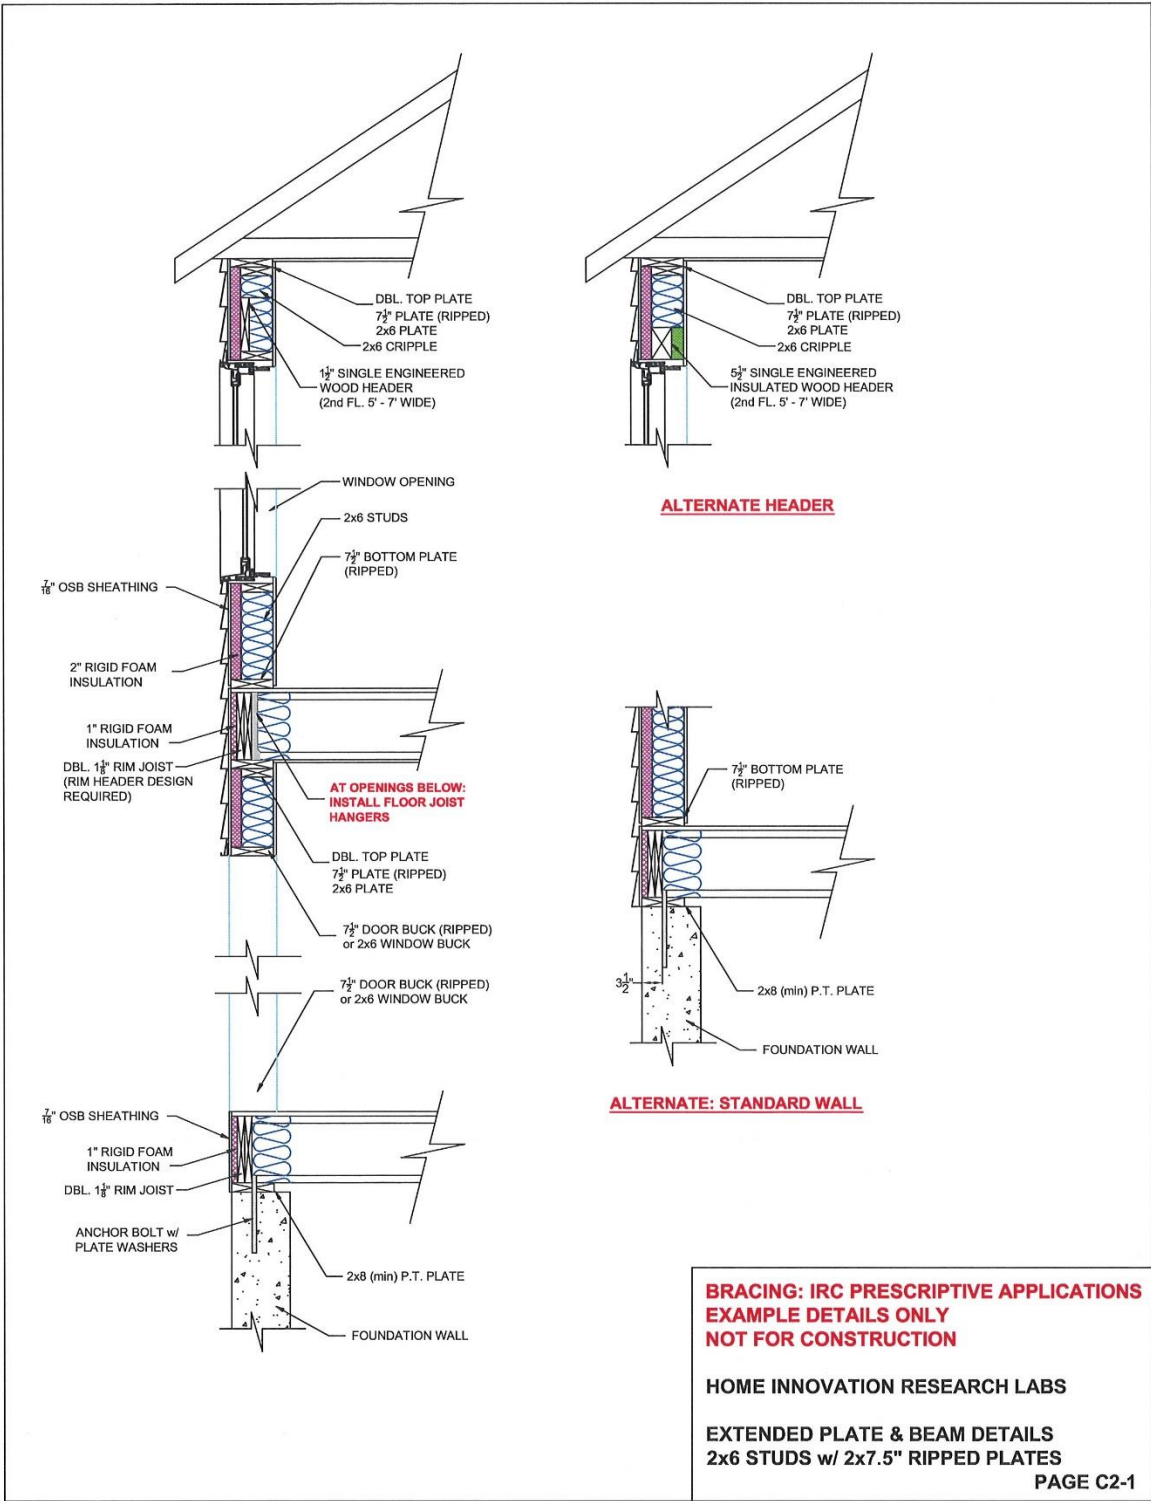 DBL. TOP PLATE
7½" PLATE (RIPPED)
2x6 PLATE
2x6 CRIPPLE
1½" SINGLE ENGINEERED
WOOD HEADER
(2nd FL. 5' - 7' WIDE)
DBL. TOP PLATE
7½" PLATE (RIPPED)
2x6 PLATE
2x6 CRIPPLE
5½" SINGLE ENGINEERED
INSULATED WOOD HEADER
(2nd FL. 5' - 7' WIDE)
ALTERNATE HEADER
WINDOW OPENING
2x6 STUDS
7½" BOTTOM PLATE
(RIPPED)
7/16" OSB SHEATHING
2" RIGID FOAM
INSULATION
1" RIGID FOAM
INSULATION
DBL. 1⅛" RIM JOIST
(RIM HEADER DESIGN
REQUIRED)
AT OPENINGS BELOW:
INSTALL FLOOR JOIST
HANGERS
DBL. TOP PLATE
7½" PLATE (RIPPED)
2x6 PLATE
7½" DOOR BUCK (RIPPED)
or 2x6 WINDOW BUCK
7½" DOOR BUCK (RIPPED)
or 2x6 WINDOW BUCK
7½" BOTTOM PLATE
(RIPPED)
3½"
2x8 (min) P.T. PLATE
FOUNDATION WALL
ALTERNATE: STANDARD WALL
7/16" OSB SHEATHING
1" RIGID FOAM
INSULATION
DBL. 1⅛" RIM JOIST
ANCHOR BOLT w/
PLATE WASHERS
2x8 (min) P.T. PLATE
FOUNDATION WALL
BRACING: IRC PRESCRIPTIVE APPLICATIONS
EXAMPLE DETAILS ONLY
NOT FOR CONSTRUCTION
HOME INNOVATION RESEARCH LABS
EXTENDED PLATE & BEAM DETAILS
2x6 STUDS w/ 2x7.5" RIPPED PLATES
PAGE C2-1